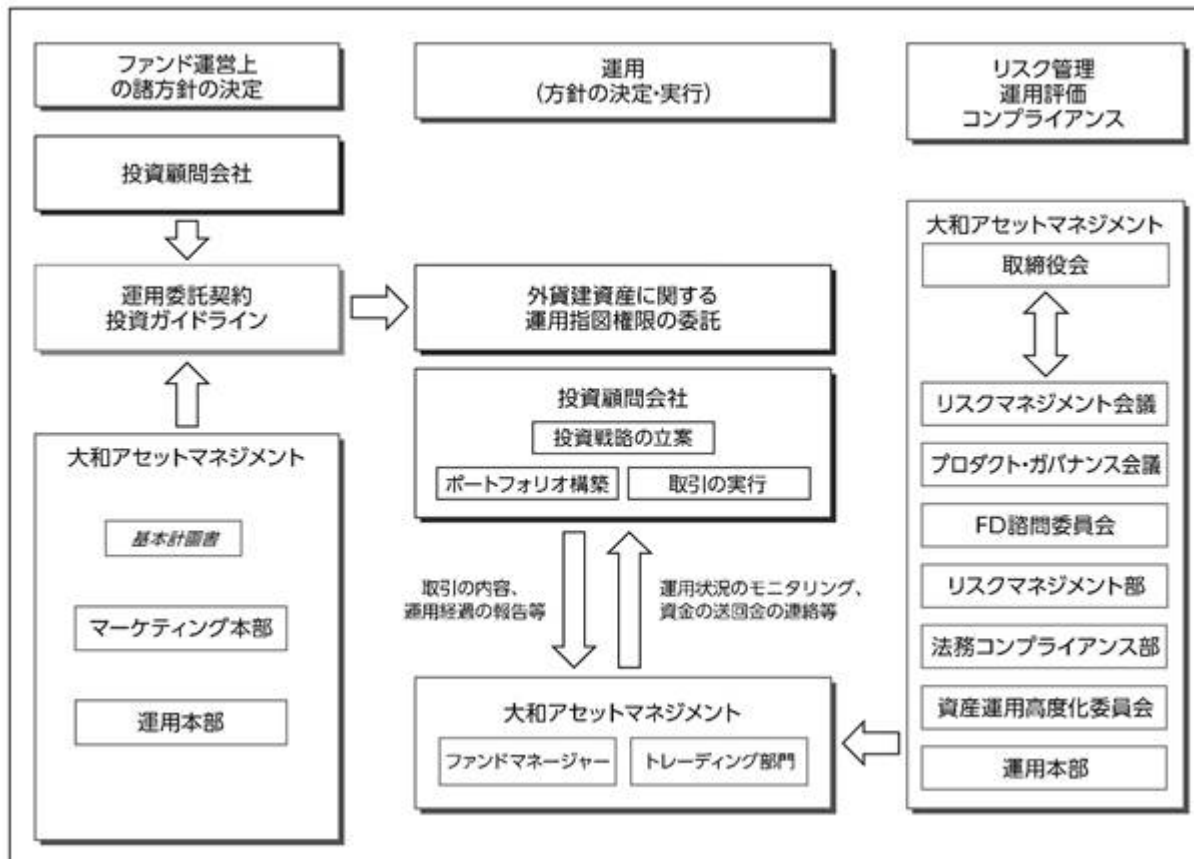 ファンド運営上
の諸方針の決定
運用
(方針の決定・実行)
リスク管理
運用評価
コンプライアンス
投資顧問会社
運用委託契約
投資ガイドライン
大和アセットマネジメント
基本計画書
マーケティング本部
運用本部
外貨建資産に関する
運用指図権限の委託
投資顧問会社
投資戦略の立案
ポートフォリオ構築
取引の実行
取引の内容、
運用経過の報告等
運用状況のモニタリング、
資金の送回金の連絡等
大和アセットマネジメント
ファンドマネージャー
トレーディング部門
大和アセットマネジメント
取締役会
リスクマネジメント会議
プロダクト・ガバナンス会議
FD諮問委員会
リスクマネジメント部
法務コンプライアンス部
資産運用高度化委員会
運用本部